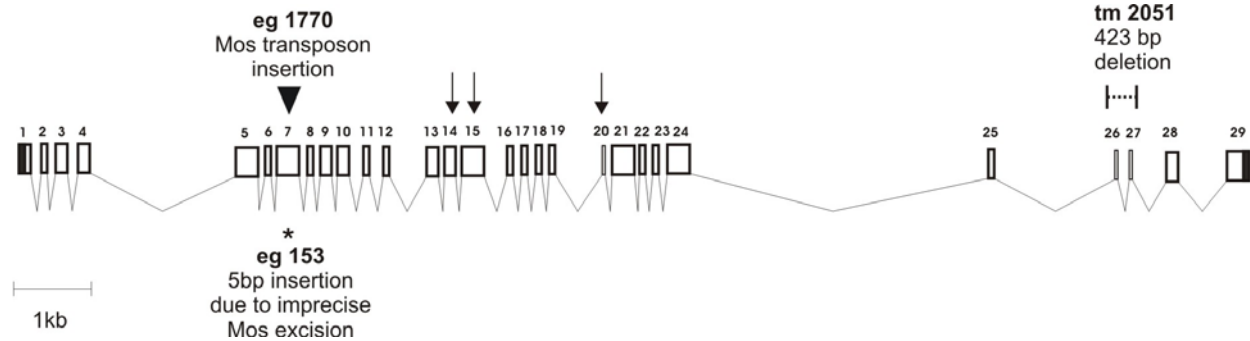 eg 1770
Mos transposon
insertion
tm 2051
423 bp
deletion
1 2 3 4 5 6 7 8 9 10 11 12 13 14 15 16 17 18 19 20 21 22 23 24 25 26 27 28 29
*
eg 153
5bp insertion
due to imprecise
Mos excision
1kb